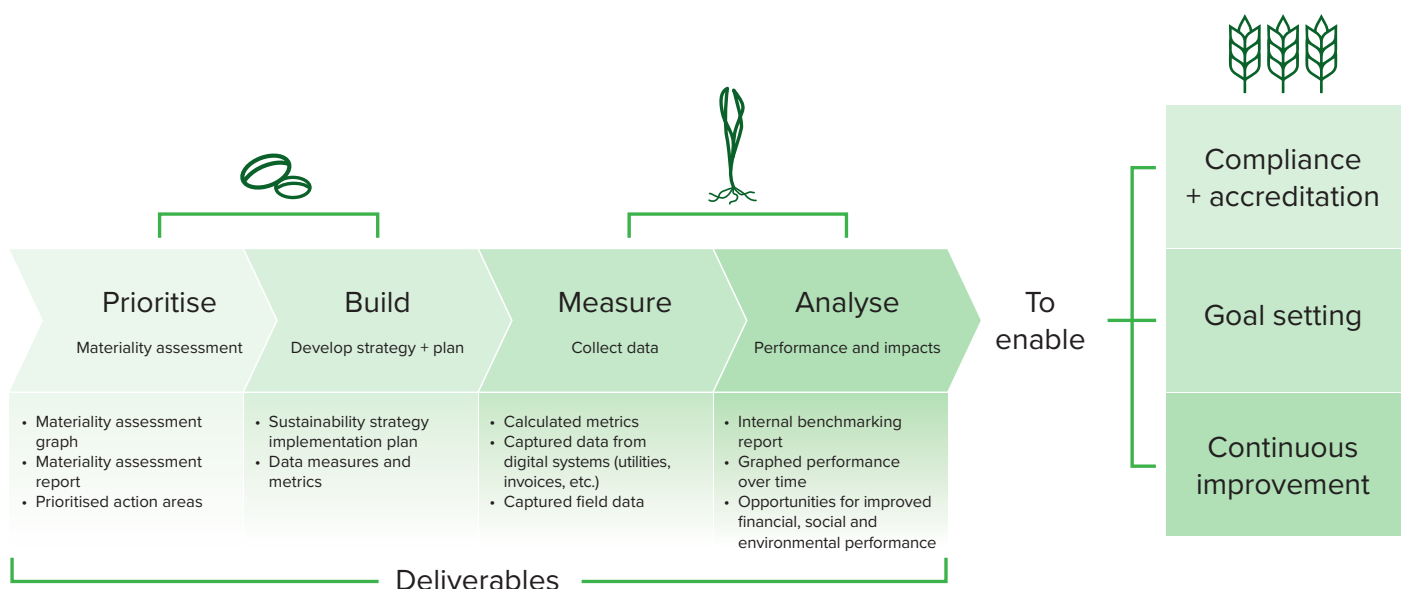 Prioritise
Materiality assessment
Build
Develop strategy + plan
Measure
Collect data
Analyse
Performance and impacts
• Materiality assessment
graph
• Materiality assessment
report
• Prioritised action areas
• Sustainability strategy
implementation plan
• Data measures and
metrics
• Calculated metrics
• Captured data from
digital systems (utilities,
invoices, etc.)
• Captured field data
• Internal benchmarking
report
• Graphed performance
over time
• Opportunities for improved
financial, social and
environmental performance
Deliverables
To
enable
Compliance
+ accreditation
Goal setting
Continuous
improvement